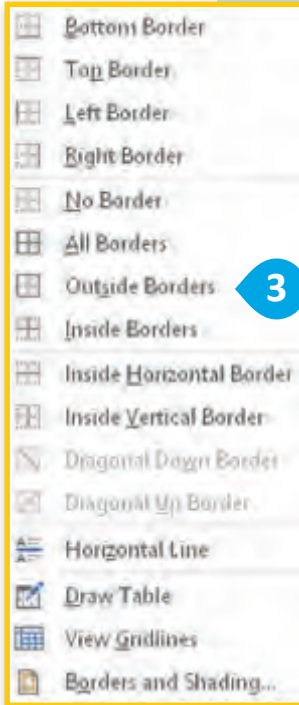 Bottom Border
Top Border
Left Border
Right Border
No Border
All Borders
Outside Borders 3
Inside Borders
Inside Horizontal Border
Inside Vertical Border
Diagonal Down Border
Diagonal Up Border
Horizontal Line
Draw Table
View Gridlines
Borders and Shading...